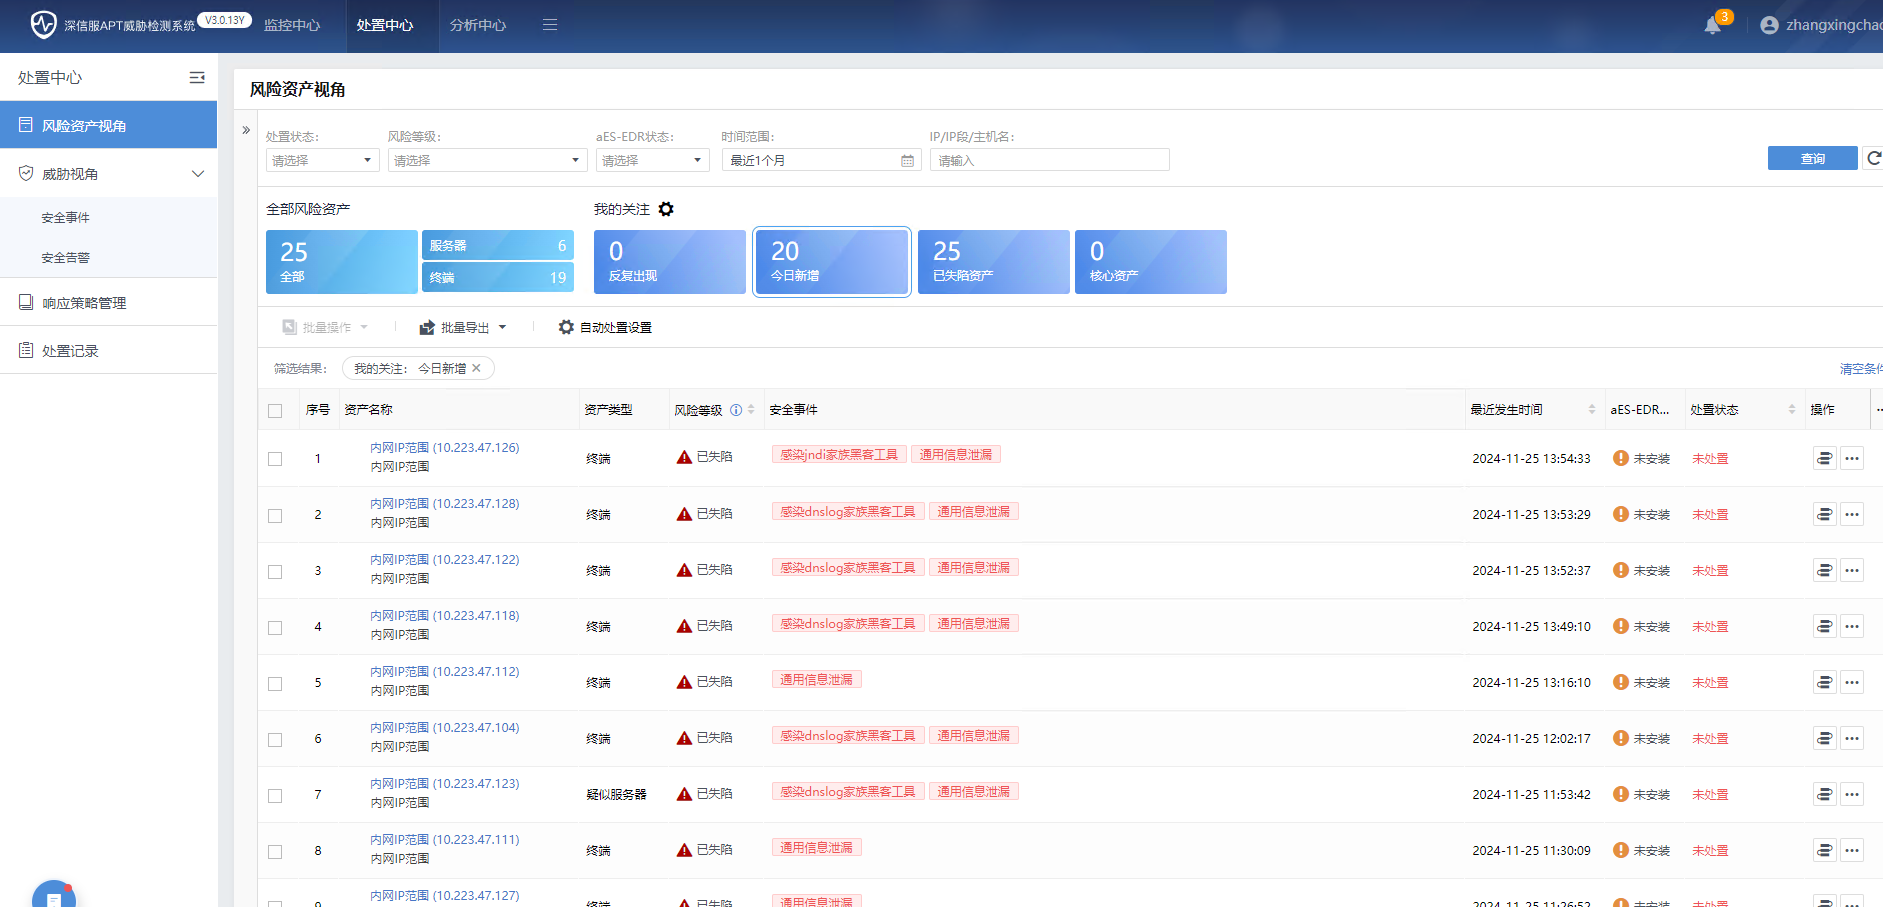 深信服APT威胁检测系统 V3.0.13Y 监控中心 处置中心 分析中心 3 zhangxingchao
处置中心
风险资产视角
威胁视角
安全事件
安全告警
响应策略管理
处置记录
风险资产视角
处置状态: 风险等级: aES-EDR状态: 时间范围: IP/IP段/主机名:
请选择 请选择 请选择 最近1个月 请输入 查询
全部风险资产 我的关注
25 全部 服务器 6 终端 19 0 反复出现 20 今日新增 25 已失陷资产 0 核心资产
批量操作 批量导出 自动处置设置
筛选结果: 我的关注: 今日新增 清空条件
序号 资产名称 资产类型 风险等级 安全事件 最近发生时间 aES-EDR... 处置状态 操作
1 内网IP范围 (10.223.47.126) 内网IP范围 终端 已失陷 感染jndi家族黑客工具 通用信息泄漏 2024-11-25 13:54:33 未安装 未处置
2 内网IP范围 (10.223.47.128) 内网IP范围 终端 已失陷 感染dnslog家族黑客工具 通用信息泄漏 2024-11-25 13:53:29 未安装 未处置
3 内网IP范围 (10.223.47.122) 内网IP范围 终端 已失陷 感染dnslog家族黑客工具 通用信息泄漏 2024-11-25 13:52:37 未安装 未处置
4 内网IP范围 (10.223.47.118) 内网IP范围 终端 已失陷 感染dnslog家族黑客工具 通用信息泄漏 2024-11-25 13:49:10 未安装 未处置
5 内网IP范围 (10.223.47.112) 内网IP范围 终端 已失陷 通用信息泄漏 2024-11-25 13:16:10 未安装 未处置
6 内网IP范围 (10.223.47.104) 内网IP范围 终端 已失陷 感染dnslog家族黑客工具 通用信息泄漏 2024-11-25 12:02:17 未安装 未处置
7 内网IP范围 (10.223.47.123) 内网IP范围 疑似服务器 已失陷 感染dnslog家族黑客工具 通用信息泄漏 2024-11-25 11:53:42 未安装 未处置
8 内网IP范围 (10.223.47.111) 内网IP范围 终端 已失陷 通用信息泄漏 2024-11-25 11:30:09 未安装 未处置
9 内网IP范围 (10.223.47.127) 终端 已失陷 通用信息泄漏 2024-11-25 11:26:52 未安装 未处置